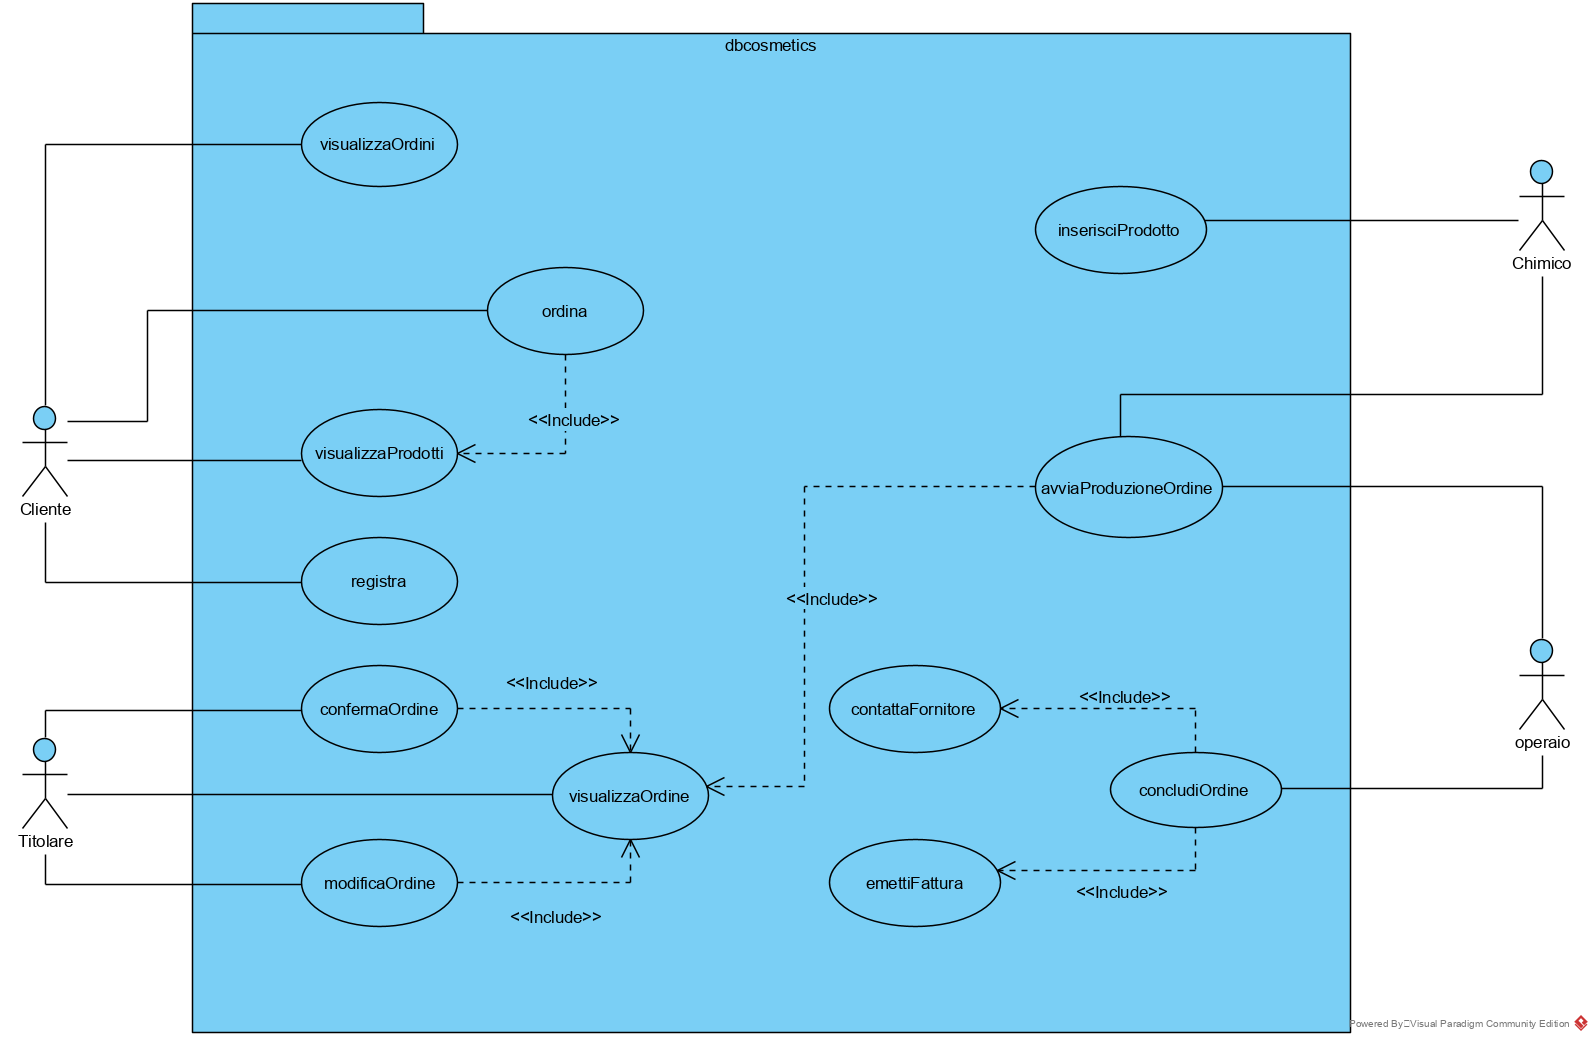 dbcosmetics
visualizzaOrdini
inserisciProdotto
Chimico
ordina
<<Include>>
visualizzaProdotti
avviaProduzioneOrdine
Cliente
registra
<<Include>>
<<Include>>
<<Include>>
confermaOrdine
contattaFornitore
operaio
visualizzaOrdine
concludiOrdine
Titolare
modificaOrdine
emettiFattura
<<Include>>
<<Include>>
Powered By Visual Paradigm Community Edition